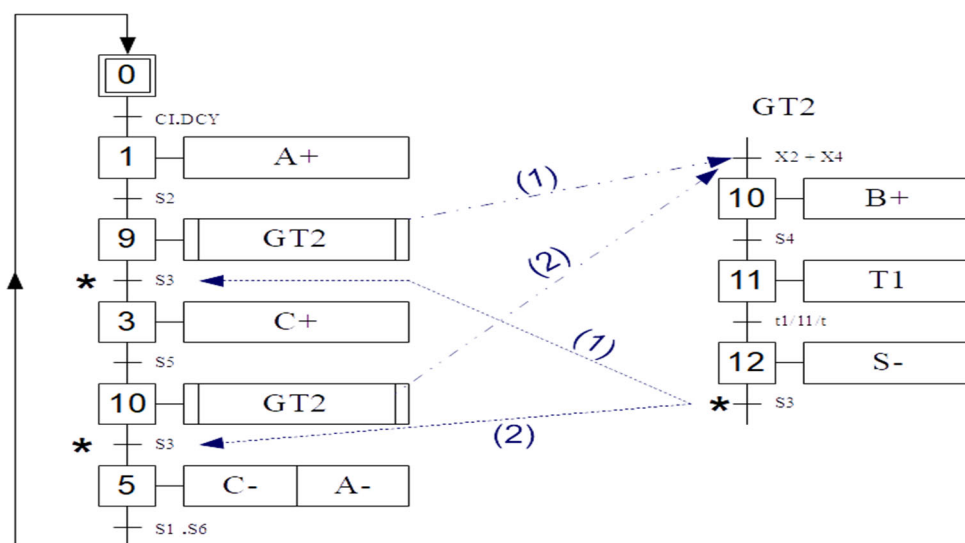 0
CI.DCY
1 A+
S2
9 GT2
* S3
3 C+
S5
10 GT2
* S3
5 C- A-
S1 .S6
(1)
(2)
(1)
(2)
GT2
X2 + X4
10 B+
S4
11 T1
t1/11/t
12 S-
* S3